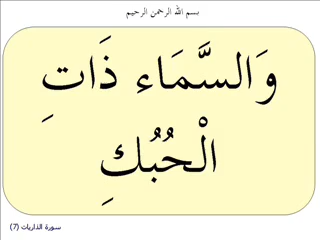 بسم الله الرحمن الرحيم
وَالسَّمَاء ذَاتِ
الْحُبُكِ
سورة الذاريات (7)